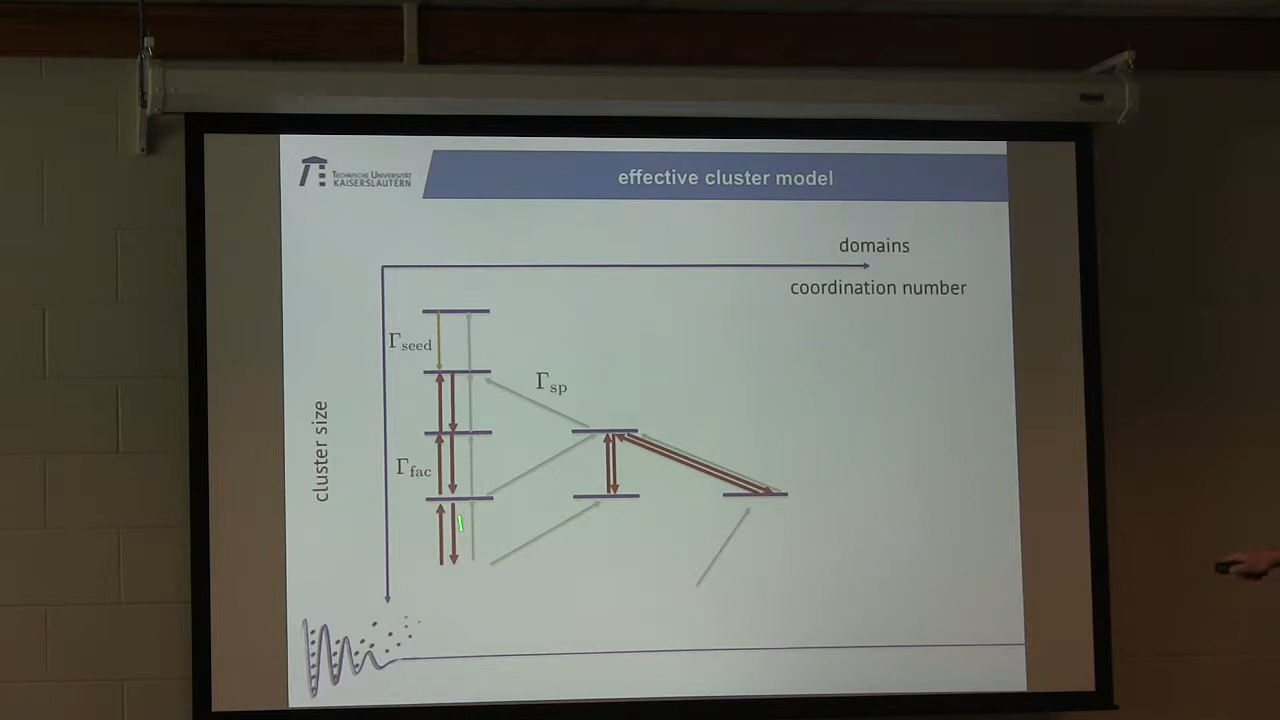 TECHNISCHE UNIVERSITÄT
KAISERSLAUTERN
effective cluster model
domains
coordination number
Γseed
Γsp
cluster size
Γfac